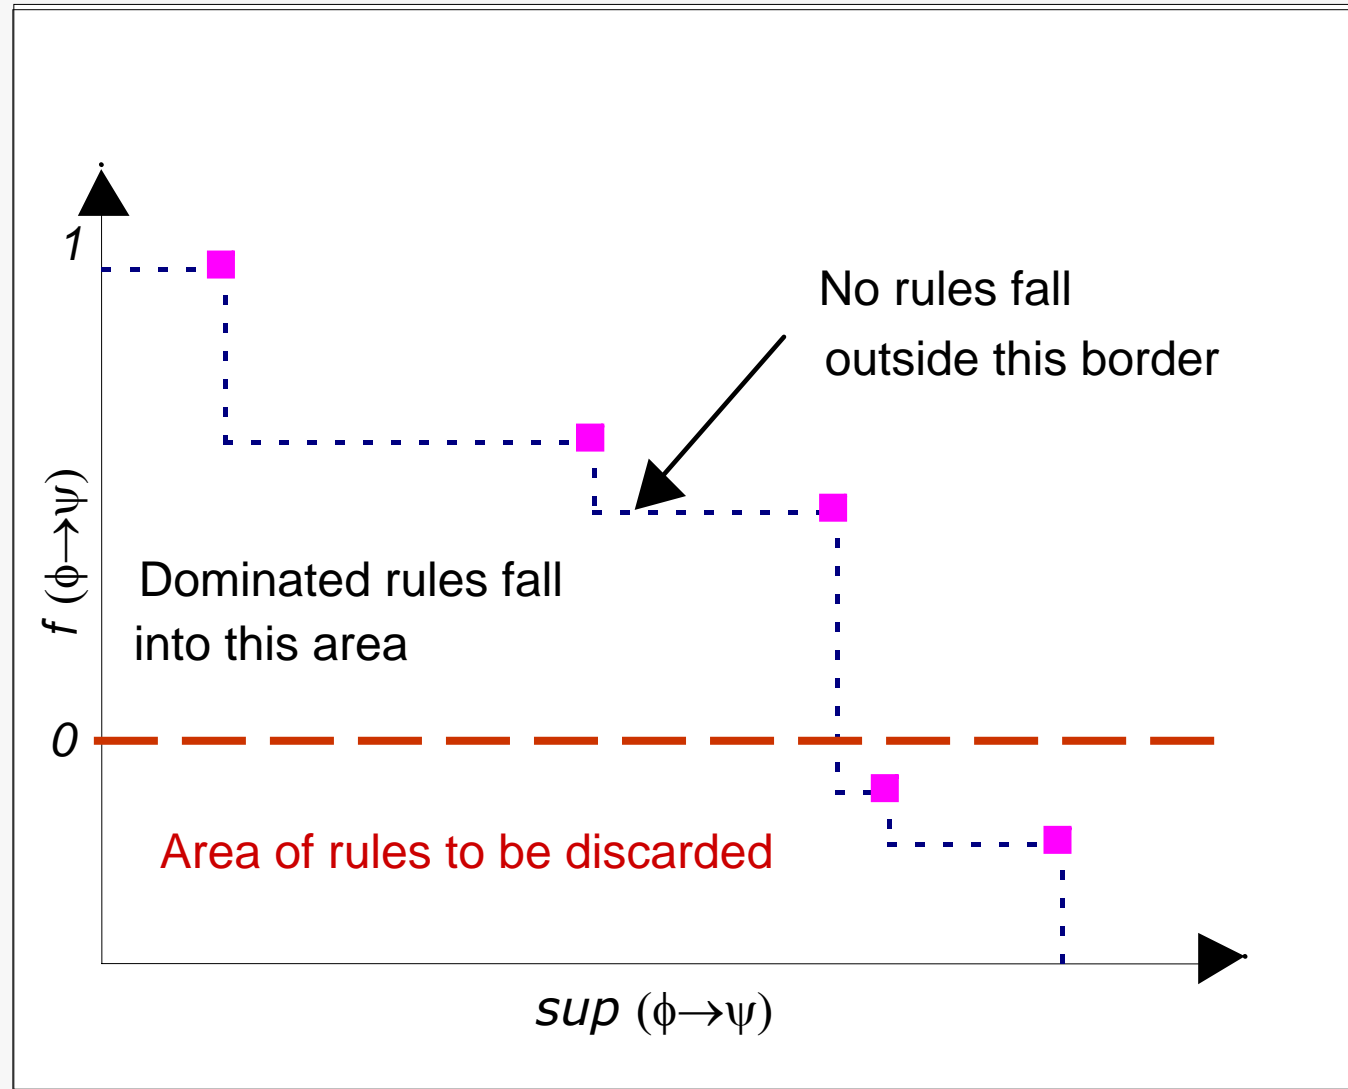 1
No rules fall
outside this border
f (ϕ→ψ)
Dominated rules fall
into this area
0
Area of rules to be discarded
sup (ϕ→ψ)